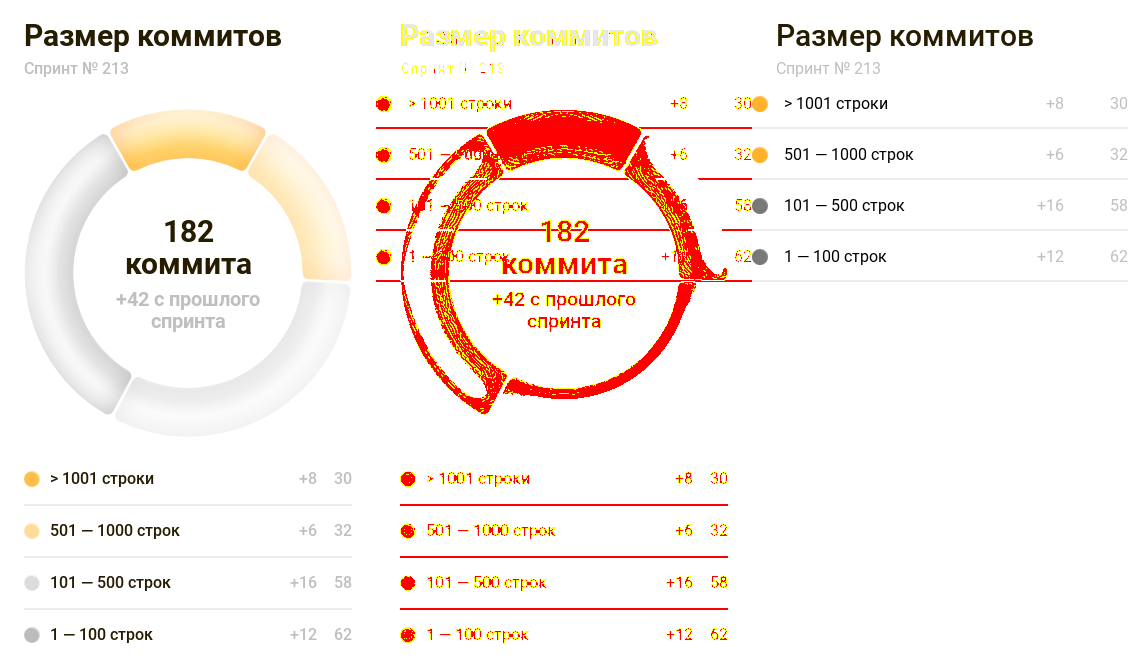 Размер коммитов
Спринт № 213
182
коммита
+42 с прошлого
спринта
> 1001 строки +8 30
501 — 1000 строк +6 32
101 — 500 строк +16 58
1 — 100 строк +12 62
Размер коммитов
Спринт № 213
> 1001 строки +8 30
501 — 1000 +6 32
101 — 500 строк 58
1 — 100 строк 62
182
коммита
+42 с прошлого
спринта
> 1001 строки +8 30
501 — 1000 строк +6 32
101 — 500 строк +16 58
1 — 100 строк +12 62
Размер коммитов
Спринт № 213
> 1001 строки +8 30
501 — 1000 строк +6 32
101 — 500 строк +16 58
1 — 100 строк +12 62